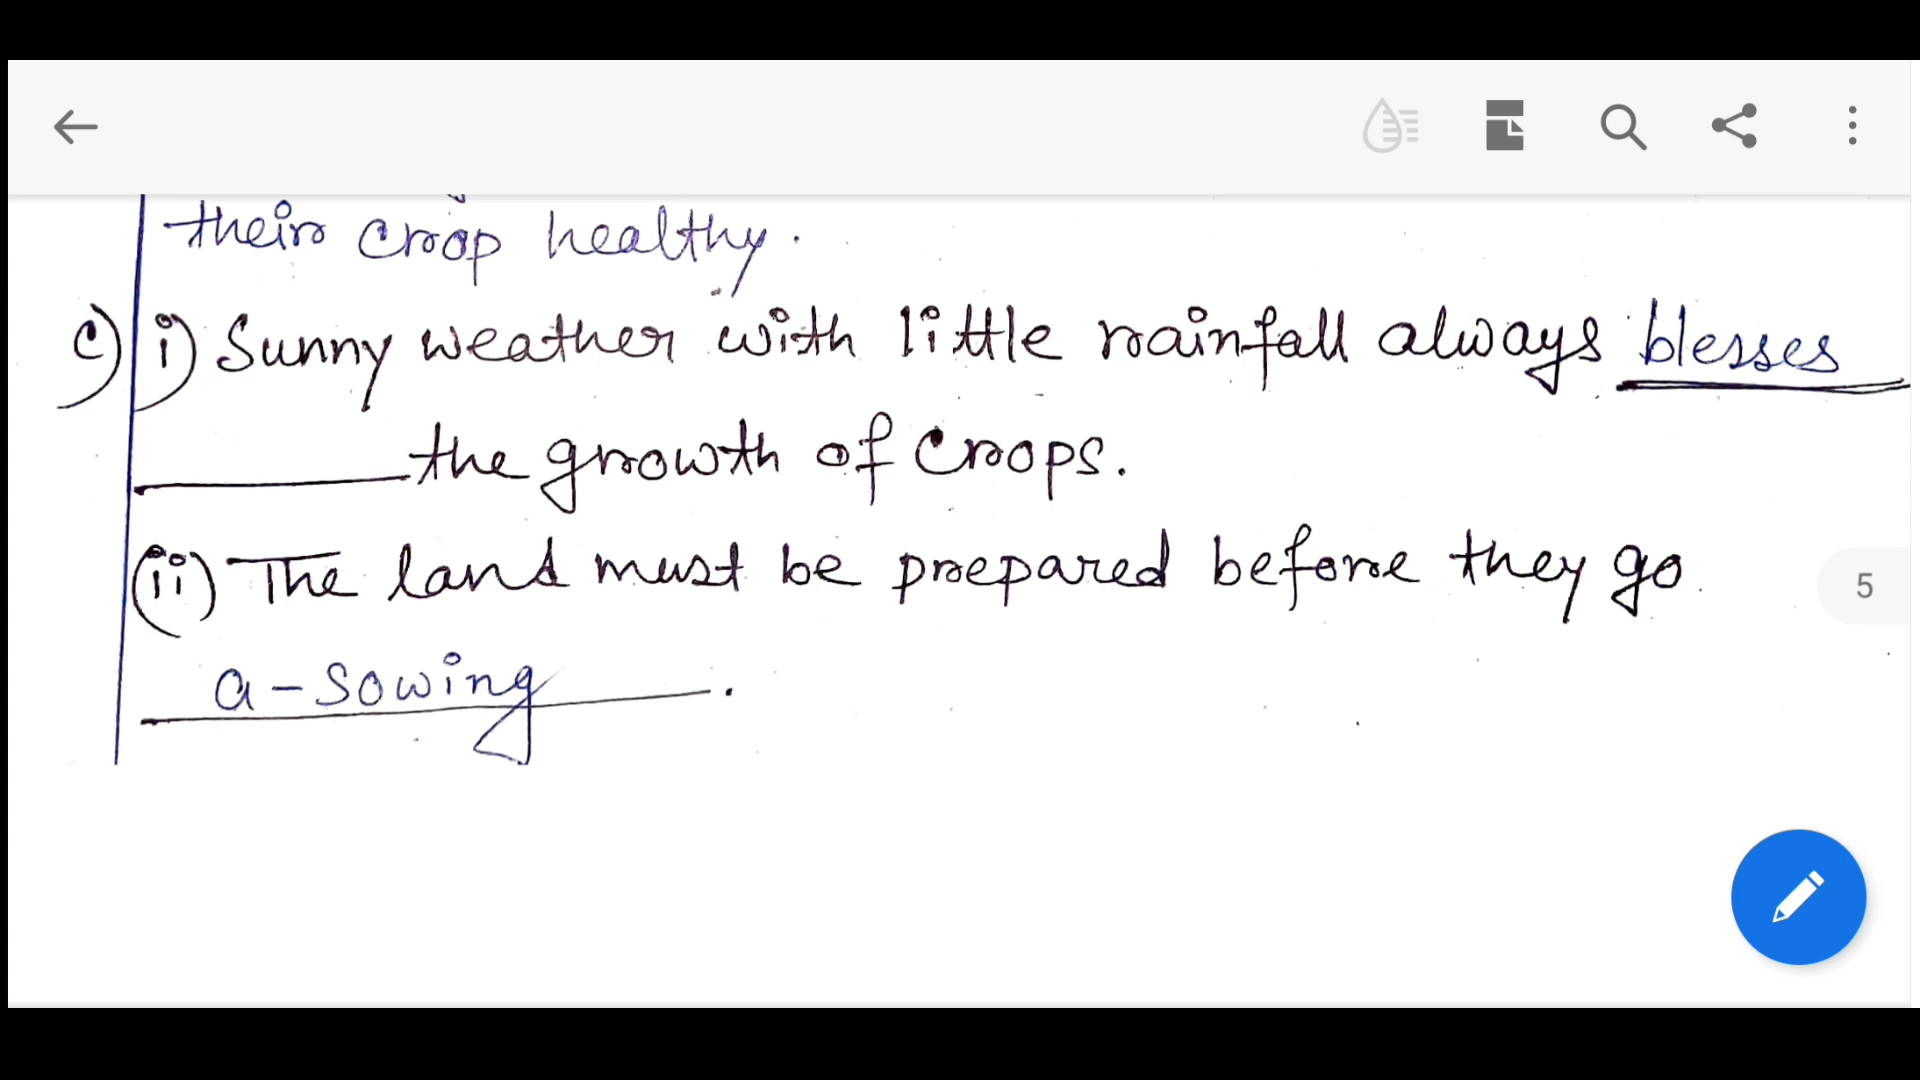 their crop healthy.
c) i) Sunny weather with little rainfall always blesses
the growth of crops.
(ii) The land must be prepared before they go
5
a-sowing.